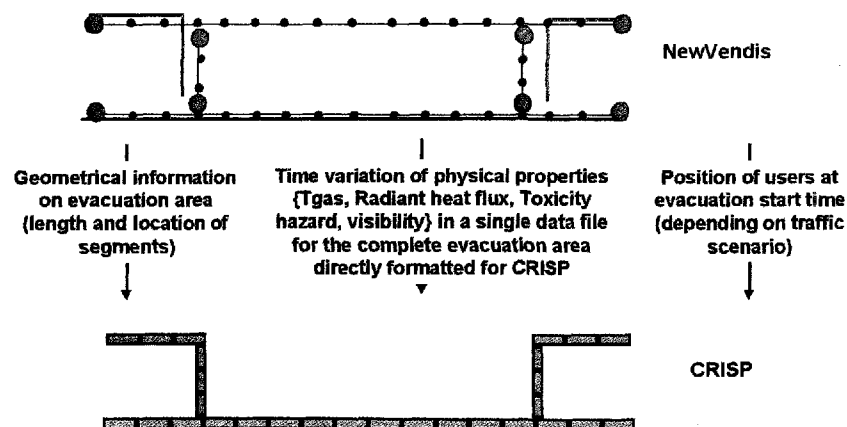 NewVendis
Geometrical information
on evacuation area
(length and location of
segments)
Time variation of physical properties
{Tgas, Radiant heat flux, Toxicity
hazard, visibility} in a single data file
for the complete evacuation area
directly formatted for CRISP
Position of users at
evacuation start time
(depending on traffic
scenario)
CRISP